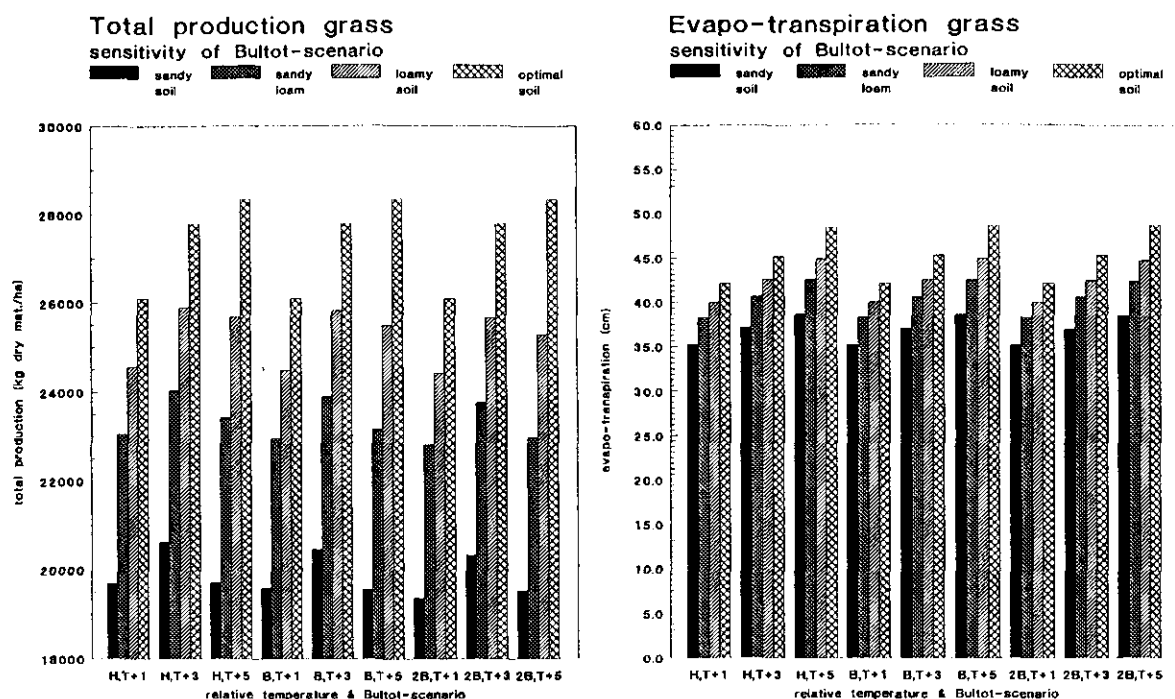 Total production grass
sensitivity of Bultot-scenario
sandy soil
sandy loam
loamy soil
optimal soil
30000
28000
26000
24000
22000
20000
18000
total production (kg dry mat./ha)
H,T+1 H,T+3 H,T+5 B,T+1 B,T+3 B,T+5 2B,T+1 2B,T+3 2B,T+5
relative temperature & Bultot-scenario
Evapo-transpiration grass
sensitivity of Bultot-scenario
sandy soil
sandy loam
loamy soil
optimal soil
60.0
55.0
50.0
45.0
40.0
35.0
30.0
25.0
20.0
15.0
10.0
5.0
0.0
evapo-transpiration (cm)
H,T+1 H,T+3 H,T+5 B,T+1 B,T+3 B,T+5 2B,T+1 2B,T+3 2B,T+5
relative temperature & Bultot-scenario